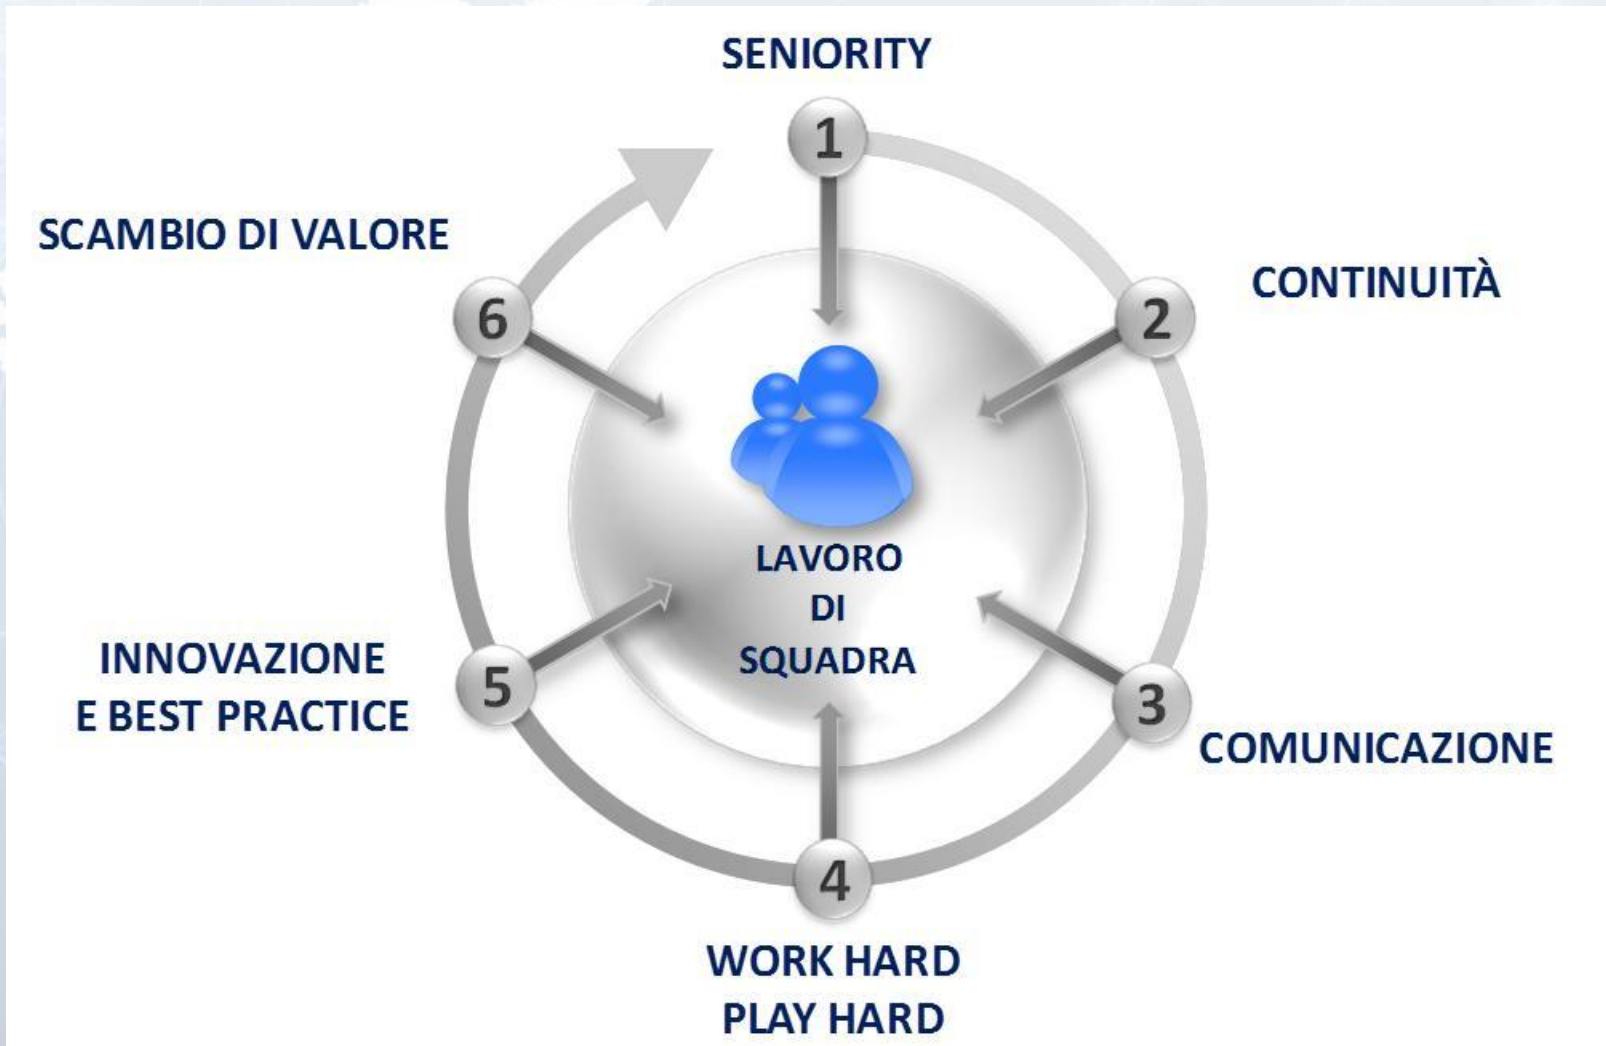 SENIORITY
1
CONTINUITÀ
2
COMUNICAZIONE
3
WORK HARD
PLAY HARD
4
INNOVAZIONE
E BEST PRACTICE
5
SCAMBIO DI VALORE
6
LAVORO
DI
SQUADRA